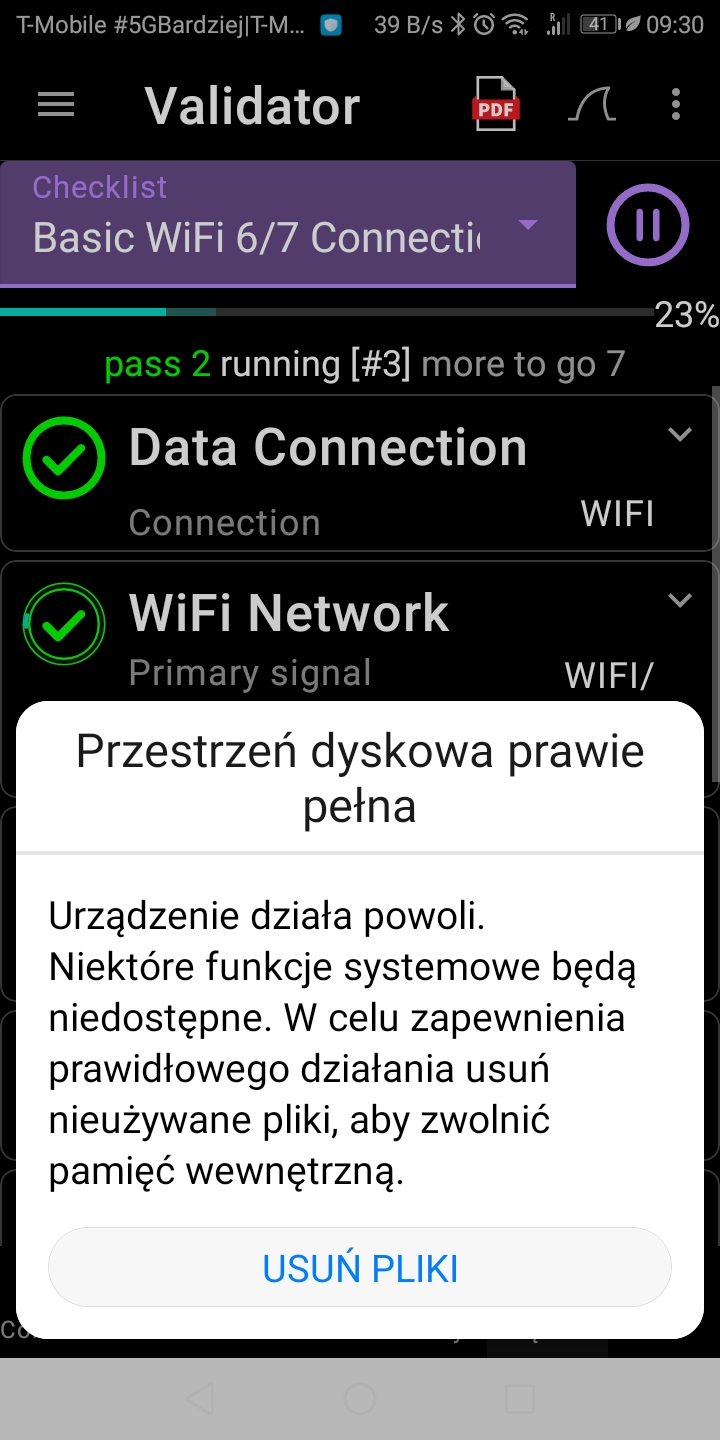 T-Mobile #5GBardziej|T-M... 39 B/s R 41 09:30
Validator PDF
Checklist
Basic WiFi 6/7 Connecti
23%
pass 2 running [#3] more to go 7
Data Connection
Connection WIFI
WiFi Network
Primary signal WIFI/
Przestrzeń dyskowa prawie
pełna
Urządzenie działa powoli.
Niektóre funkcje systemowe będą
niedostępne. W celu zapewnienia
prawidłowego działania usuń
nieużywane pliki, aby zwolnić
pamięć wewnętrzną.
USUŃ PLIKI